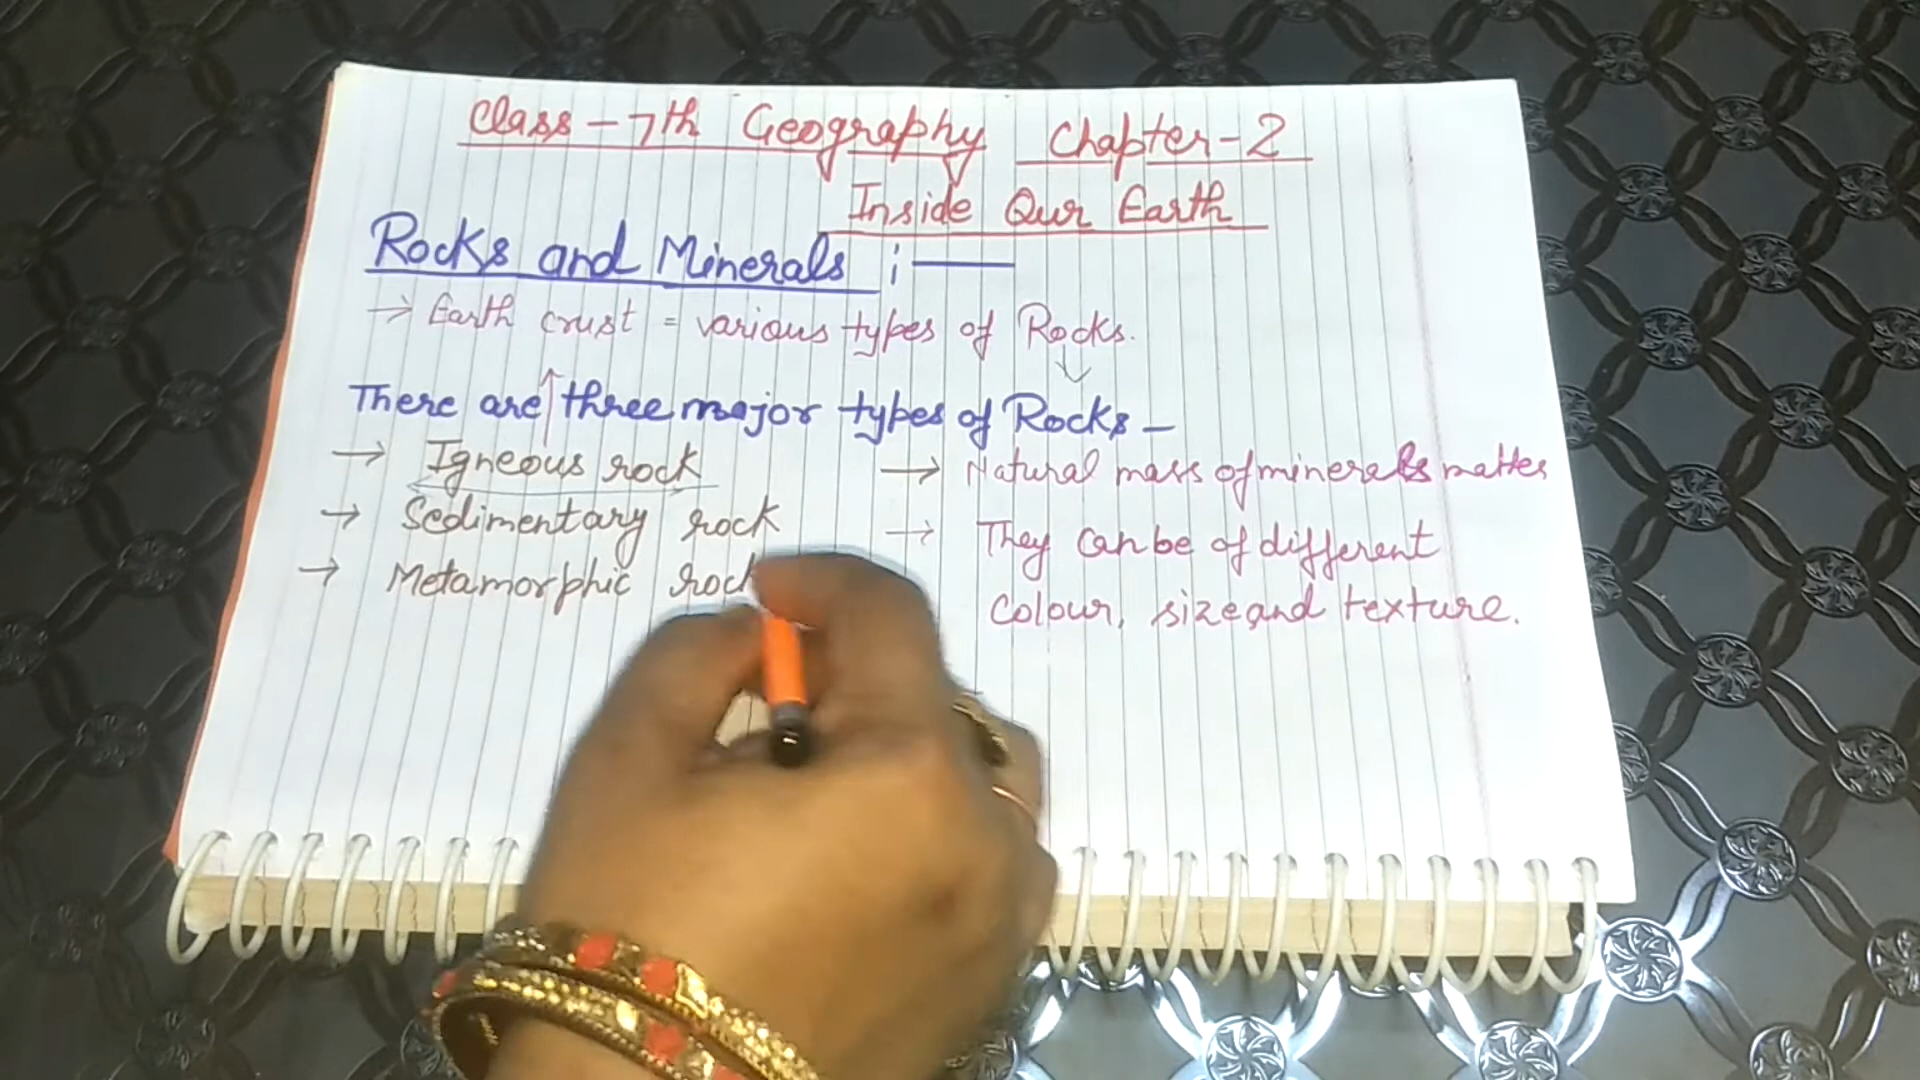 Class-7th Geography Chapter-2
Inside Our Earth
Rocks and Minerals :—
→ Earth crust = various types of Rocks.
There are three major types of Rocks -
→ Igneous rock
→ Sedimentary rock
→ Metamorphic rock
→ Natural mass of minerals matter
→ They can be of different
colour, size and texture.